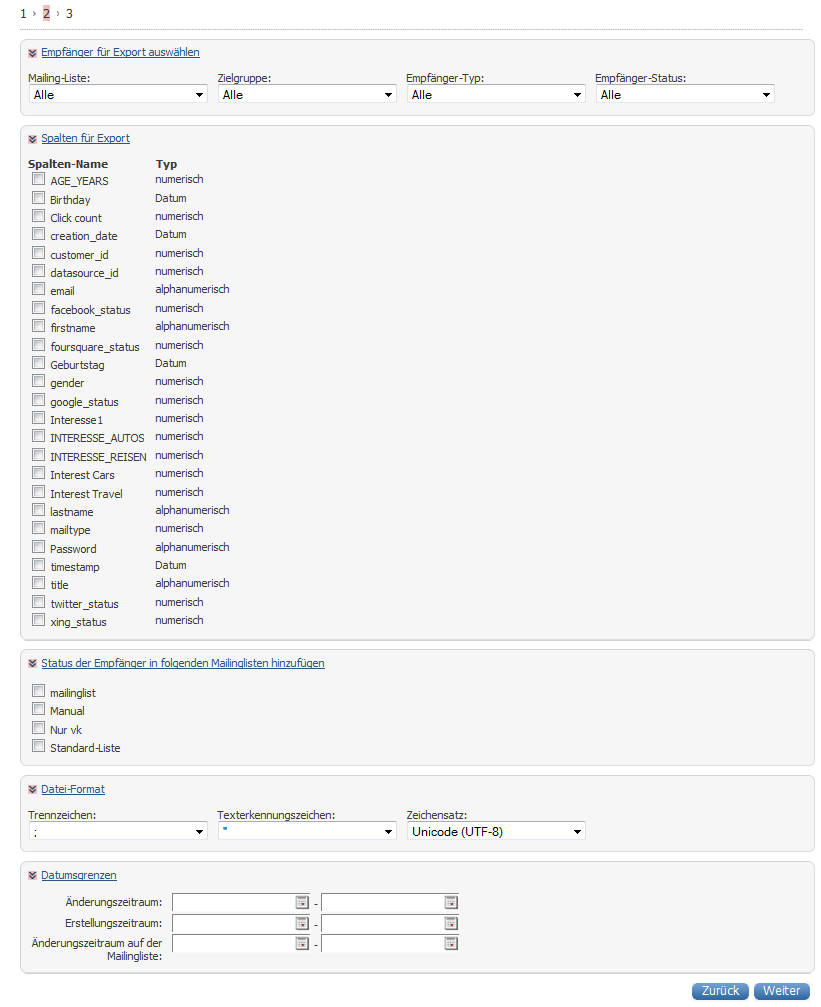 1 › 2 › 3
Empfänger für Export auswählen
Mailing-Liste: Zielgruppe: Empfänger-Typ: Empfänger-Status:
Alle Alle Alle Alle
Spalten für Export
Spalten-Name Typ
AGE_YEARS numerisch
Birthday Datum
Click count numerisch
creation_date Datum
customer_id numerisch
datasource_id numerisch
email alphanumerisch
facebook_status numerisch
firstname alphanumerisch
foursquare_status numerisch
Geburtstag Datum
gender numerisch
google_status numerisch
Interesse1 numerisch
INTERESSE_AUTOS numerisch
INTERESSE_REISEN numerisch
Interest Cars numerisch
Interest Travel numerisch
lastname alphanumerisch
mailtype numerisch
Password alphanumerisch
timestamp Datum
title alphanumerisch
twitter_status numerisch
xing_status numerisch
Status der Empfänger in folgenden Mailinglisten hinzufügen
mailinglist
Manual
Nur vk
Standard-Liste
Datei-Format
Trennzeichen: Texterkennungszeichen: Zeichensatz:
; " Unicode (UTF-8)
Datumsgrenzen
Änderungszeitraum: -
Erstellungszeitraum: -
Änderungszeitraum auf der -
Mailingliste:
Zurück Weiter